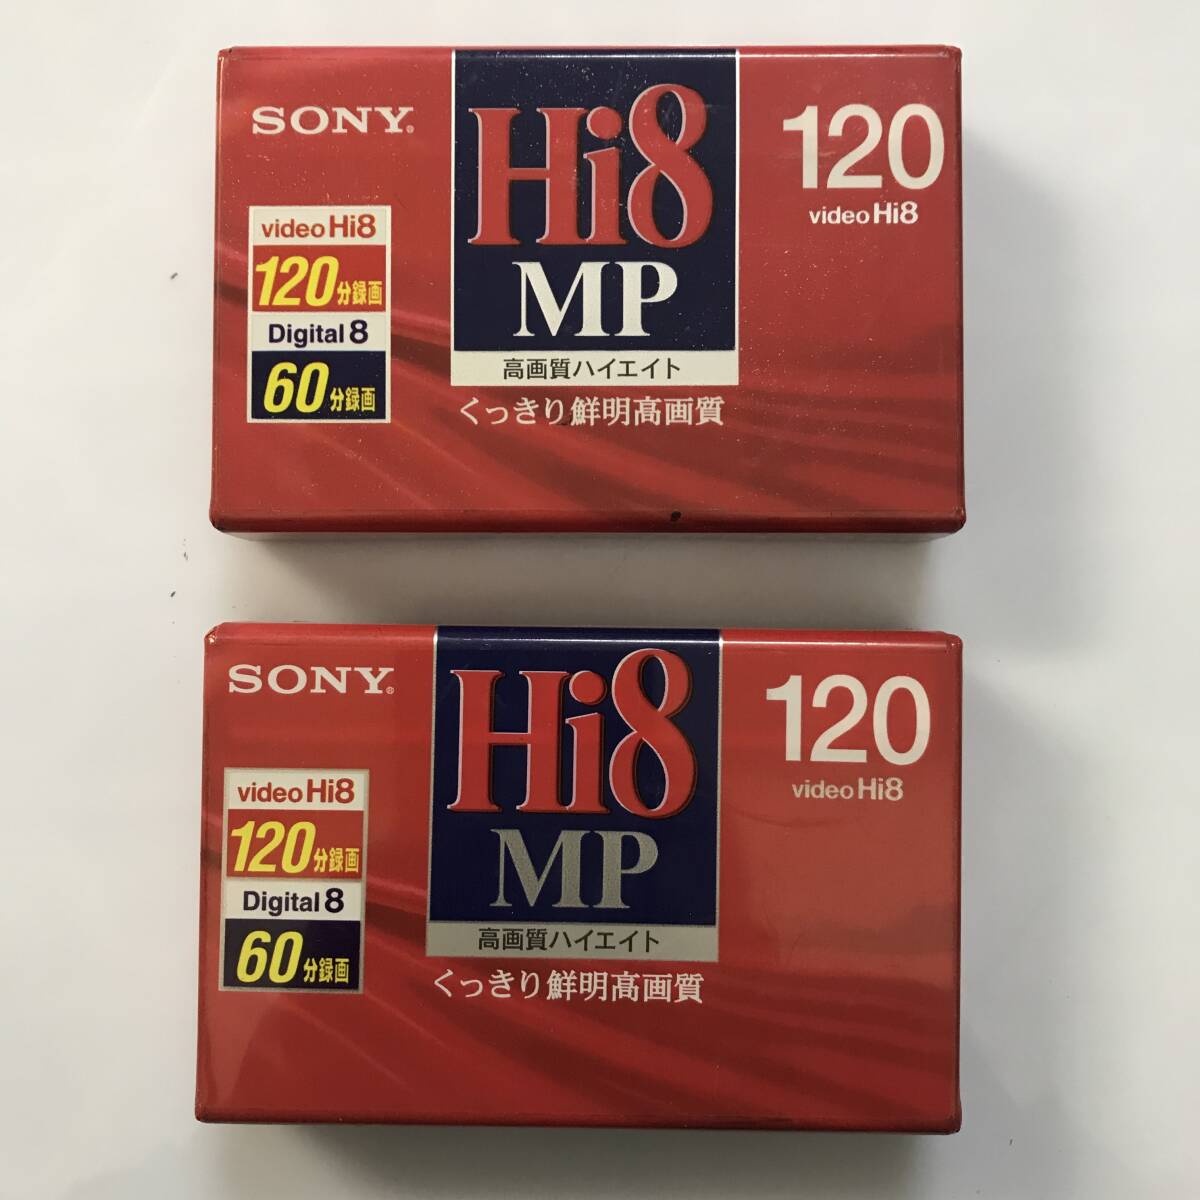 SONY®
Hi8
MP
高画質ハイエイト
くっきり鮮明高画質
120
video Hi8
video Hi8
120分録画
Digital 8
60分録画
SONY®
Hi8
MP
高画質ハイエイト
くっきり鮮明高画質
120
video Hi8
video Hi8
120分録画
Digital 8
60分録画